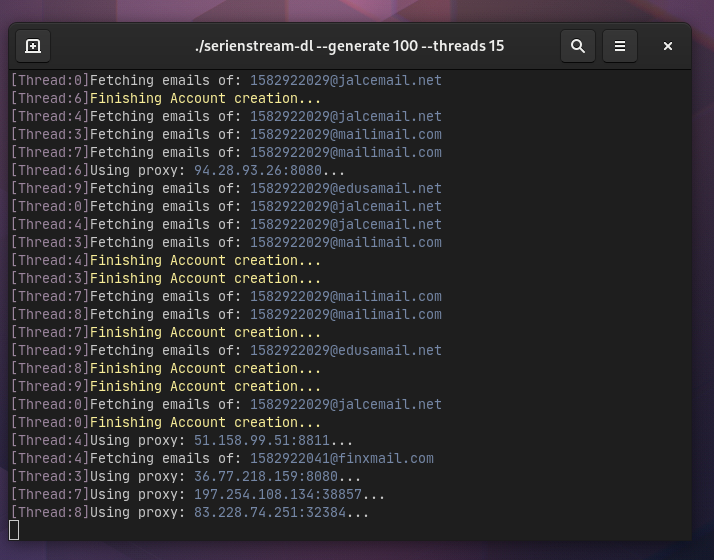 ./serienstream-dl --generate 100 --threads 15
[Thread:0]Fetching emails of: 1582922029@jalcemail.net
[Thread:6]Finishing Account creation...
[Thread:4]Fetching emails of: 1582922029@jalcemail.net
[Thread:3]Fetching emails of: 1582922029@mailimail.com
[Thread:7]Fetching emails of: 1582922029@mailimail.com
[Thread:6]Using proxy: 94.28.93.26:8080...
[Thread:9]Fetching emails of: 1582922029@edusamail.net
[Thread:0]Fetching emails of: 1582922029@jalcemail.net
[Thread:4]Fetching emails of: 1582922029@jalcemail.net
[Thread:3]Fetching emails of: 1582922029@mailimail.com
[Thread:4]Finishing Account creation...
[Thread:3]Finishing Account creation...
[Thread:7]Fetching emails of: 1582922029@mailimail.com
[Thread:8]Fetching emails of: 1582922029@mailimail.com
[Thread:7]Finishing Account creation...
[Thread:9]Fetching emails of: 1582922029@edusamail.net
[Thread:8]Finishing Account creation...
[Thread:9]Finishing Account creation...
[Thread:0]Fetching emails of: 1582922029@jalcemail.net
[Thread:0]Finishing Account creation...
[Thread:4]Using proxy: 51.158.99.51:8811...
[Thread:4]Fetching emails of: 1582922041@finxmail.com
[Thread:3]Using proxy: 36.77.218.159:8080...
[Thread:7]Using proxy: 197.254.108.134:38857...
[Thread:8]Using proxy: 83.228.74.251:32384...